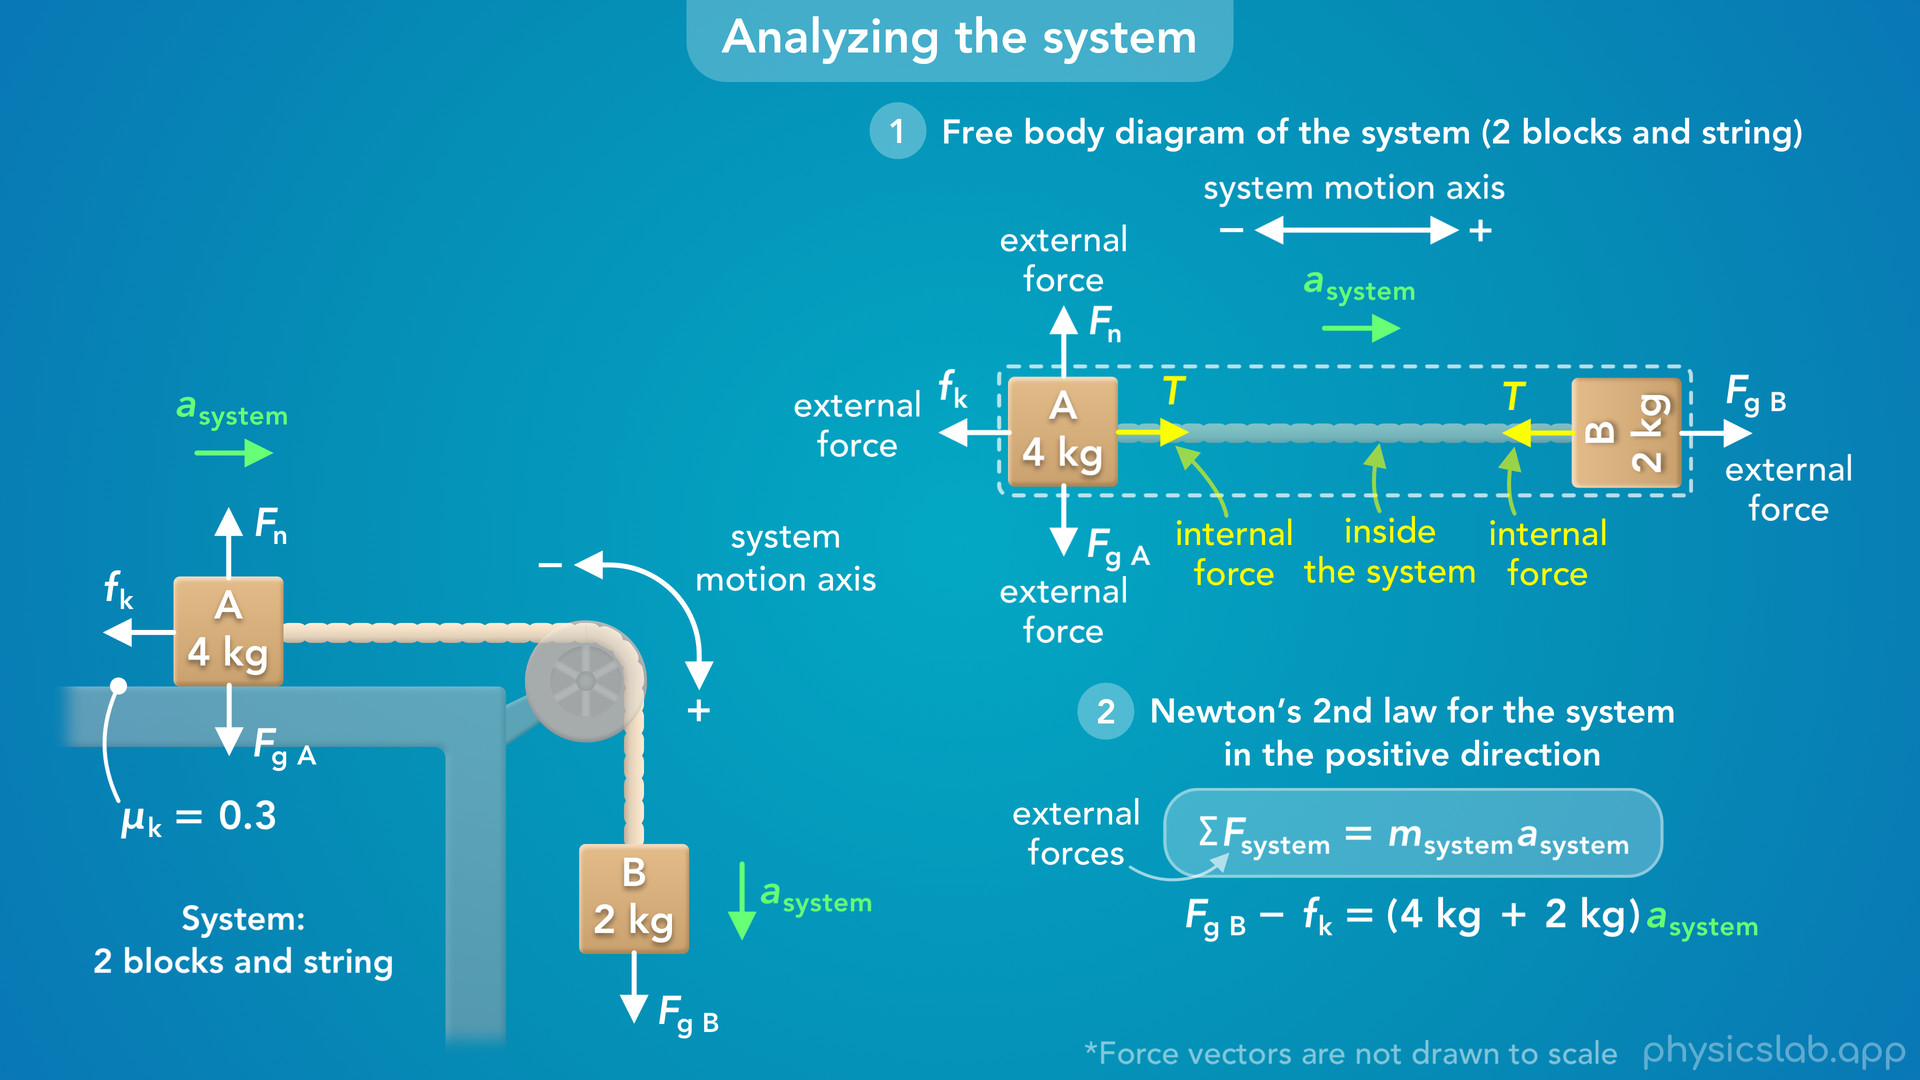 Analyzing the system
1 Free body diagram of the system (2 blocks and string)
system motion axis
− +
a system
external
force
Fn
external
force
fk
A
4 kg
T
T
B
2 kg
Fg B
external
force
Fg A
external
force
internal
force
inside
the system
internal
force
a system
Fn
fk
A
4 kg
Fg A
μk = 0.3
−
system
motion axis
+
B
2 kg
a system
Fg B
System:
2 blocks and string
2 Newton’s 2nd law for the system
in the positive direction
external
forces
ΣFsystem = msystem asystem
Fg B − fk = (4 kg + 2 kg) asystem
*Force vectors are not drawn to scale
physicslab.app